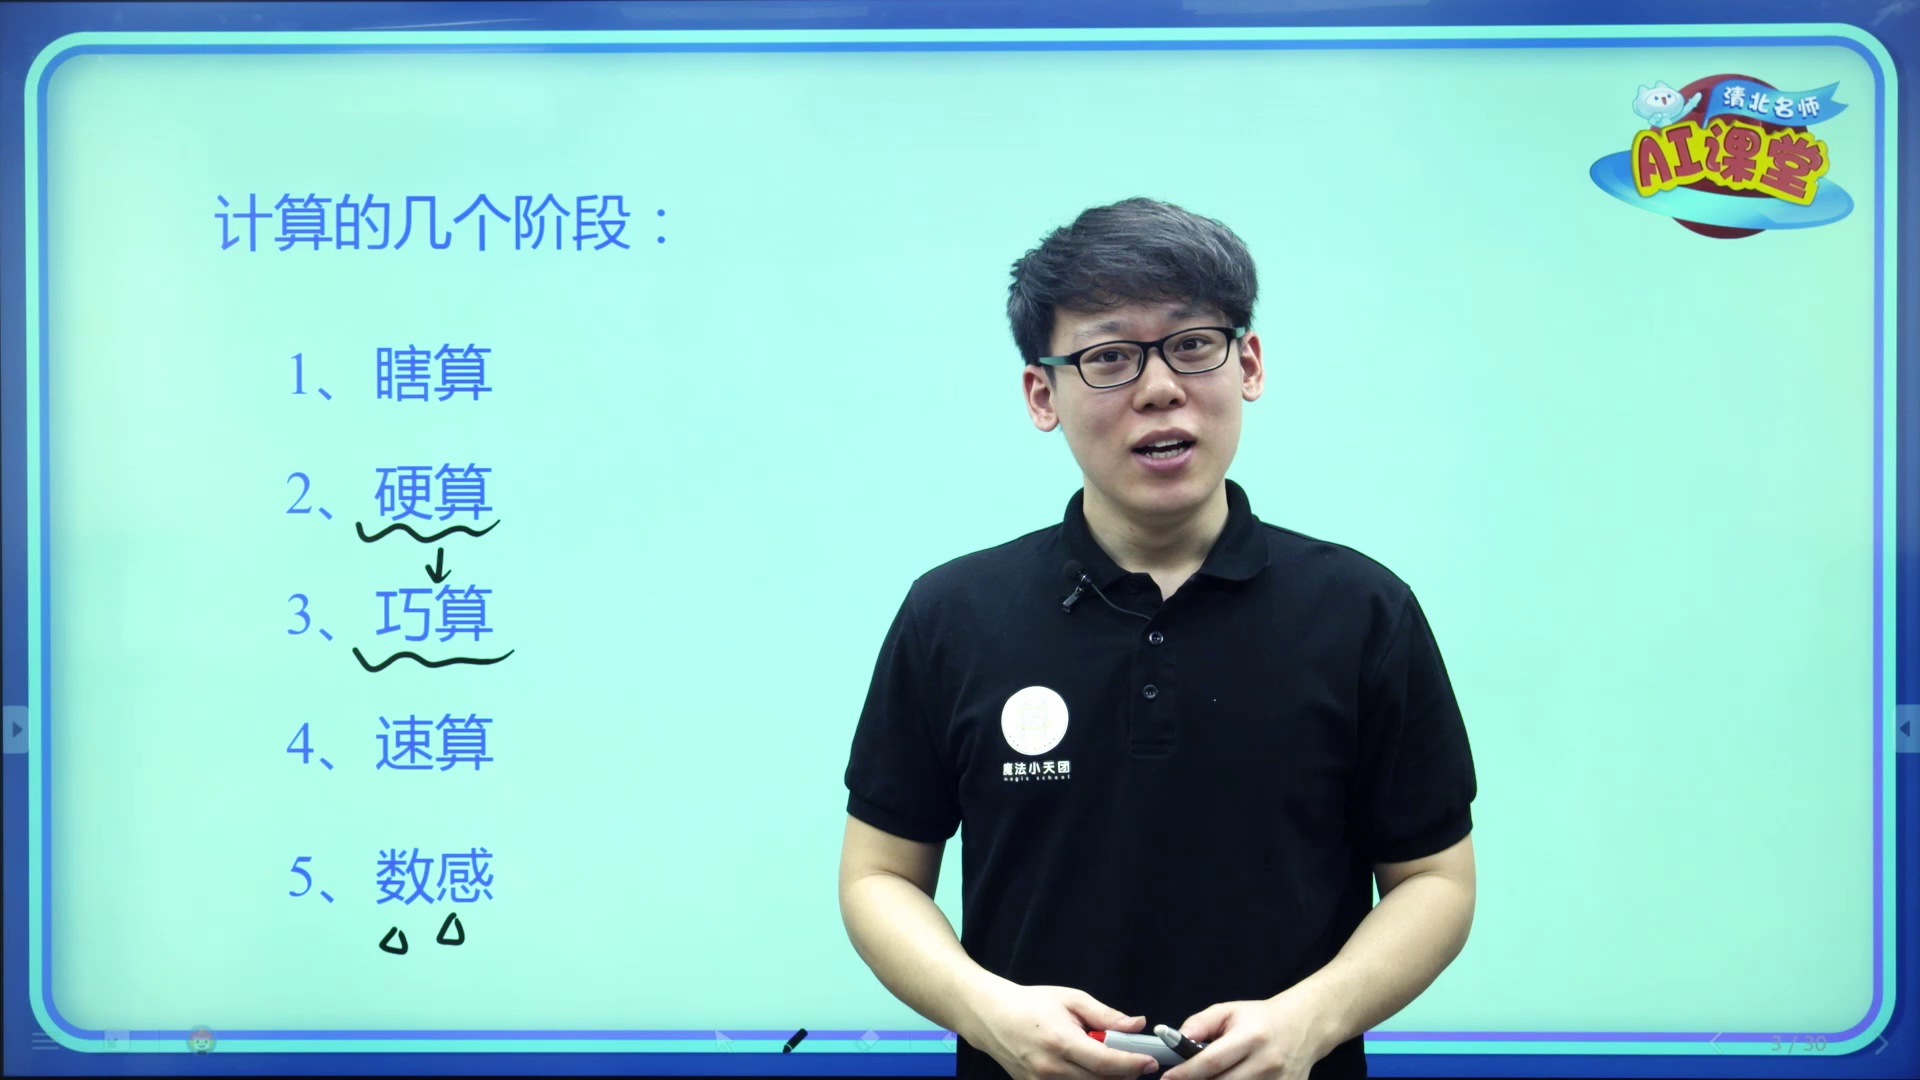 清北名师
AI课堂
计算的几个阶段：
1、瞎算
2、硬算
3、巧算
4、速算
5、数感
魔法小天团
magic school
3 / 30